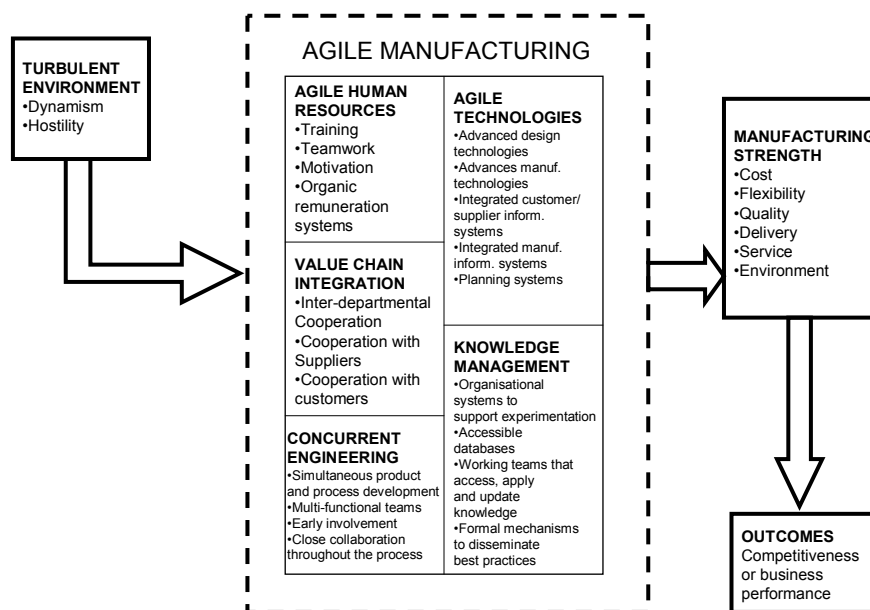 TURBULENT
ENVIRONMENT
•Dynamism
•Hostility
AGILE MANUFACTURING
AGILE HUMAN
RESOURCES
•Training
•Teamwork
•Motivation
•Organic
remuneration
systems
VALUE CHAIN
INTEGRATION
•Inter-departmental
Cooperation
•Cooperation with
Suppliers
•Cooperation with
customers
CONCURRENT
ENGINEERING
•Simultaneous product
and process development
•Multi-functional teams
•Early involvement
•Close collaboration
throughout the process
AGILE
TECHNOLOGIES
•Advanced design
technologies
•Advances manuf.
technologies
•Integrated customer/
supplier inform.
systems
•Integrated manuf.
inform. systems
•Planning systems
KNOWLEDGE
MANAGEMENT
•Organisational
systems to
support experimentation
•Accessible
databases
•Working teams that
access, apply
and update
knowledge
•Formal mechanisms
to disseminate
best practices
MANUFACTURING
STRENGTH
•Cost
•Flexibility
•Quality
•Delivery
•Service
•Environment
OUTCOMES
Competitiveness
or business
performance